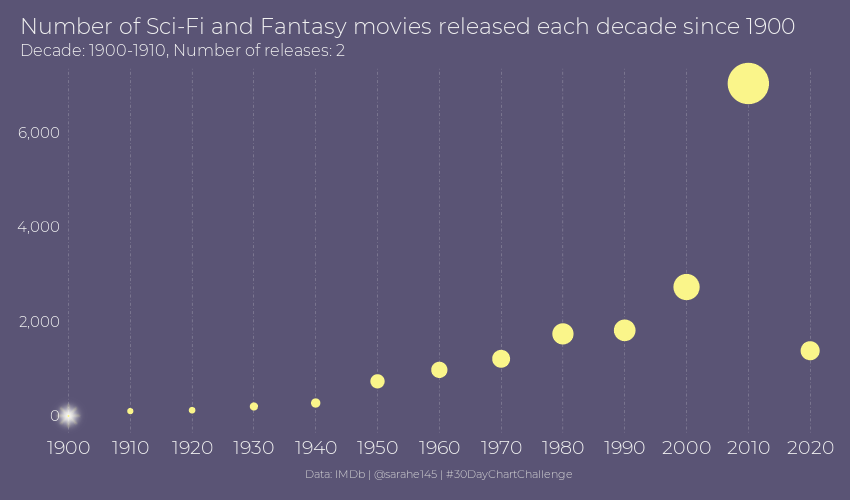 Number of Sci-Fi and Fantasy movies released each decade since 1900
Decade: 1900-1910, Number of releases: 2
6,000
4,000
2,000
0
1900 1910 1920 1930 1940 1950 1960 1970 1980 1990 2000 2010 2020
Data: IMDb | @sarahe145 | #30DayChartChallenge